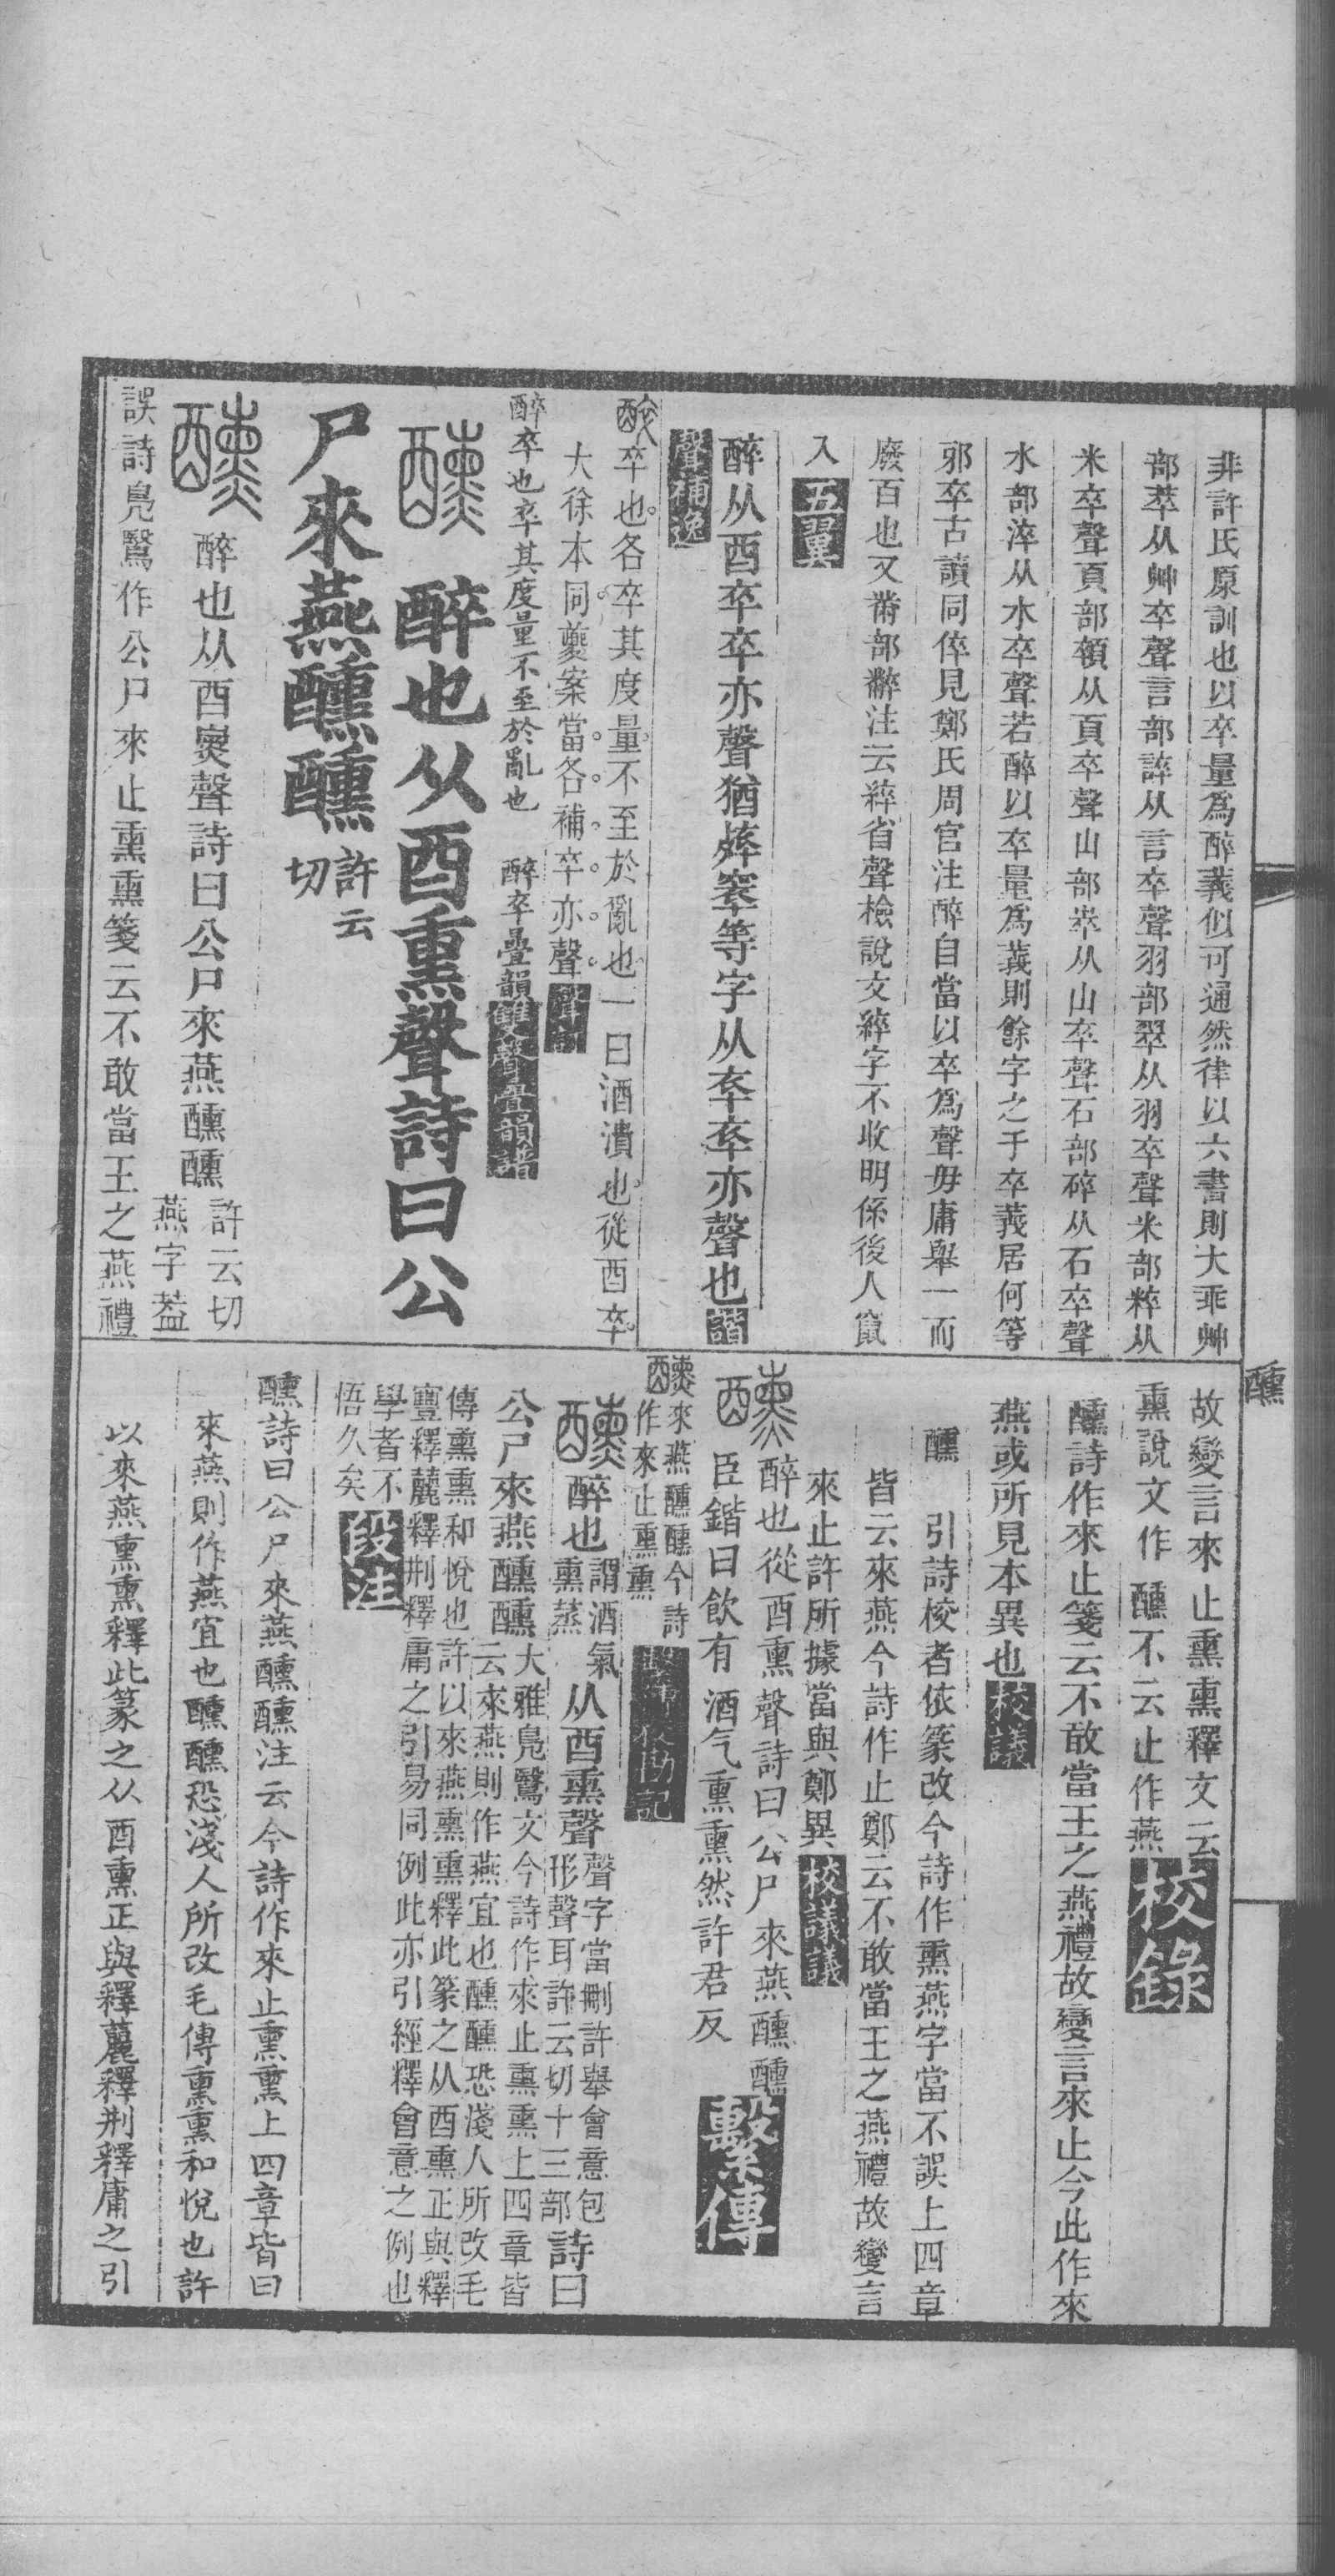 非許氏原訓也以卒量爲醉義似可通然律以六書則大乖艸
部萃从艸卒聲言部誶从言卒聲羽部翠从羽卒聲米部粹从
米卒聲頁部顇从頁卒聲山部崒从山卒聲石部碎从石卒聲
水部淬从水卒聲若醉以卒量爲義則餘字之于卒義居何等
邪卒古讀同倅見鄭氏周官注醉自當以卒爲聲毋庸舉一而
廢百也又黹部䊫注云綷省聲檢說文綷字不收明係後人竄
入五翼
醉从酉卒卒亦聲猶㱖窣等字从卒卒亦聲也諧
聲補逸
卒也各卒其度量不至於亂也一曰酒潰也從酉卒
大徐本同夔案當各補卒亦聲
醉卒也卒其度量不至於亂也 醉卒疊韻雙聲疊韻譜
醺 醉也从酉熏聲詩曰公
尸來燕醺醺許云
切
醺 醉也从酉熏聲詩曰公尸來燕醺醺許云切
燕字葢
誤詩鳧鷖作公尸來止熏熏箋云不敢當王之燕禮
醺
故變言來止熏熏釋文云
熏說文作醺不云止作燕校錄
醺詩作來止箋云不敢當王之燕禮故變言來止今此作來
燕或所見本異也校議
醺 引詩校者依篆改今詩作熏燕字當不誤上四章
皆云來燕今詩作止鄭云不敢當王之燕禮故變言
來止許所據當與鄭異校議議
醺 醉也從酉熏聲詩曰公尸來燕醺醺
臣鍇曰飲有酒气熏熏然許君反 繫傳
醺來燕醺醺今詩
作來止熏熏
醺醉也謂酒氣
熏蒸从酉熏聲聲字當刪許舉會意包
形聲耳許云切十三部詩曰
公尸來燕醺醺大雅鳧鷖文今詩作來止熏熏上四章皆
云來燕則作燕宜也醺醺恐淺人所改毛
傳熏熏和悅也許以來燕熏熏釋此篆之从酉熏正與釋
寷釋麓釋荆釋庸之引易同例此亦引經釋會意之例也
學者不
悟久矣段注
醺詩曰公尸來燕醺醺注云今詩作來止熏熏上四章皆曰
來燕則作燕宜也醺醺恐淺人所改毛傳熏熏和悅也許
以來燕熏熏釋此篆之从酉熏正與釋麓釋荆釋庸之引